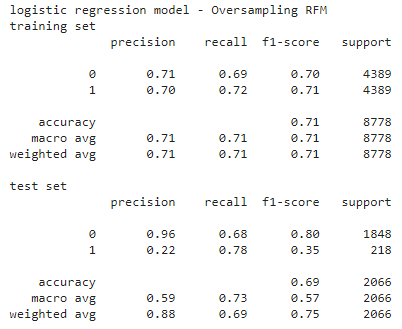 logistic regression model - Oversampling RFM
training set
precision recall f1-score support
0 0.71 0.69 0.70 4389
1 0.70 0.72 0.71 4389
accuracy 0.71 8778
macro avg 0.71 0.71 0.71 8778
weighted avg 0.71 0.71 0.71 8778
test set
precision recall f1-score support
0 0.96 0.68 0.80 1848
1 0.22 0.78 0.35 218
accuracy 0.69 2066
macro avg 0.59 0.73 0.57 2066
weighted avg 0.88 0.69 0.75 2066